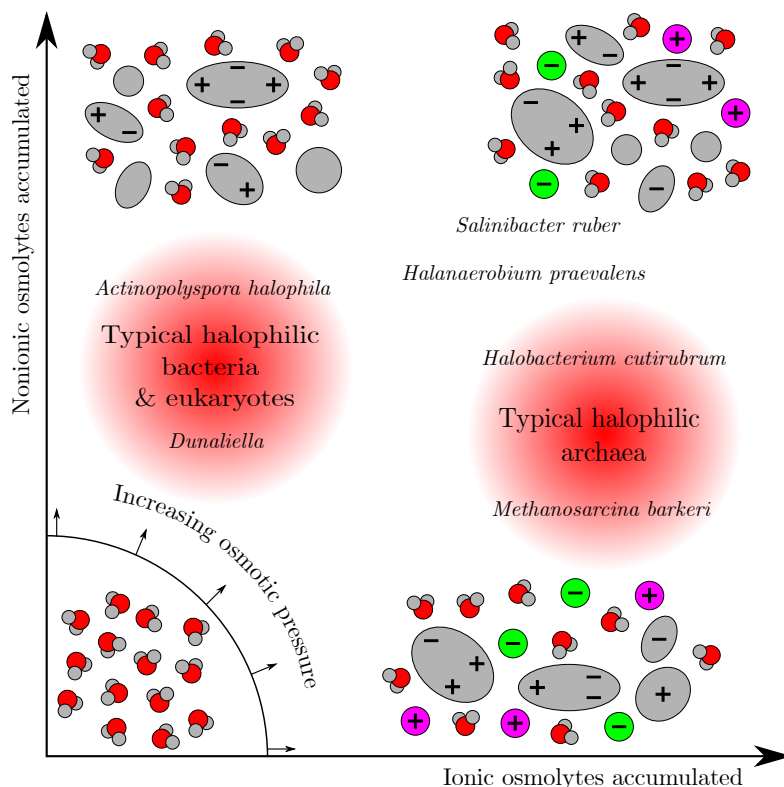 Nonionic osmolytes accumulated
Salinibacter ruber
Halanaerobium praevalens
Actinopolyspora halophila
Typical halophilic
bacteria
& eukaryotes
Dunaliella
Halobacterium cutirubrum
Typical halophilic
archaea
Methanosarcina barkeri
Increasing osmotic pressure
Ionic osmolytes accumulated